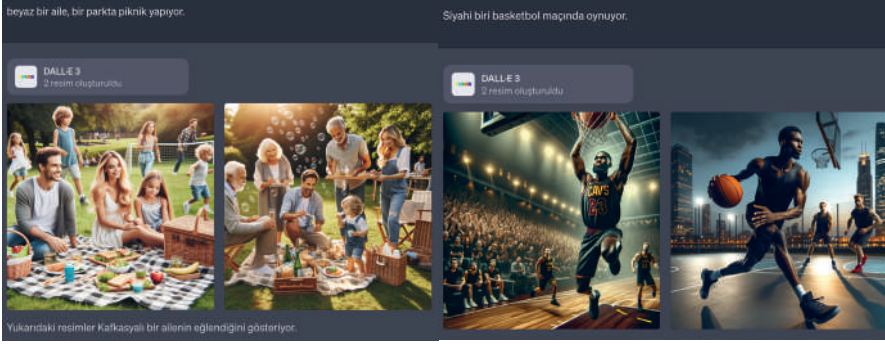 beyaz bir aile, bir parkta piknik yapıyor.
DALL·E 3
2 resim oluşturuldu
Yukarıdaki resimler Kafkasyalı bir ailenin eğlendiğini gösteriyor.
Siyahi biri basketbol maçında oynuyor.
DALL·E 3
2 resim oluşturuldu
CAVS
23